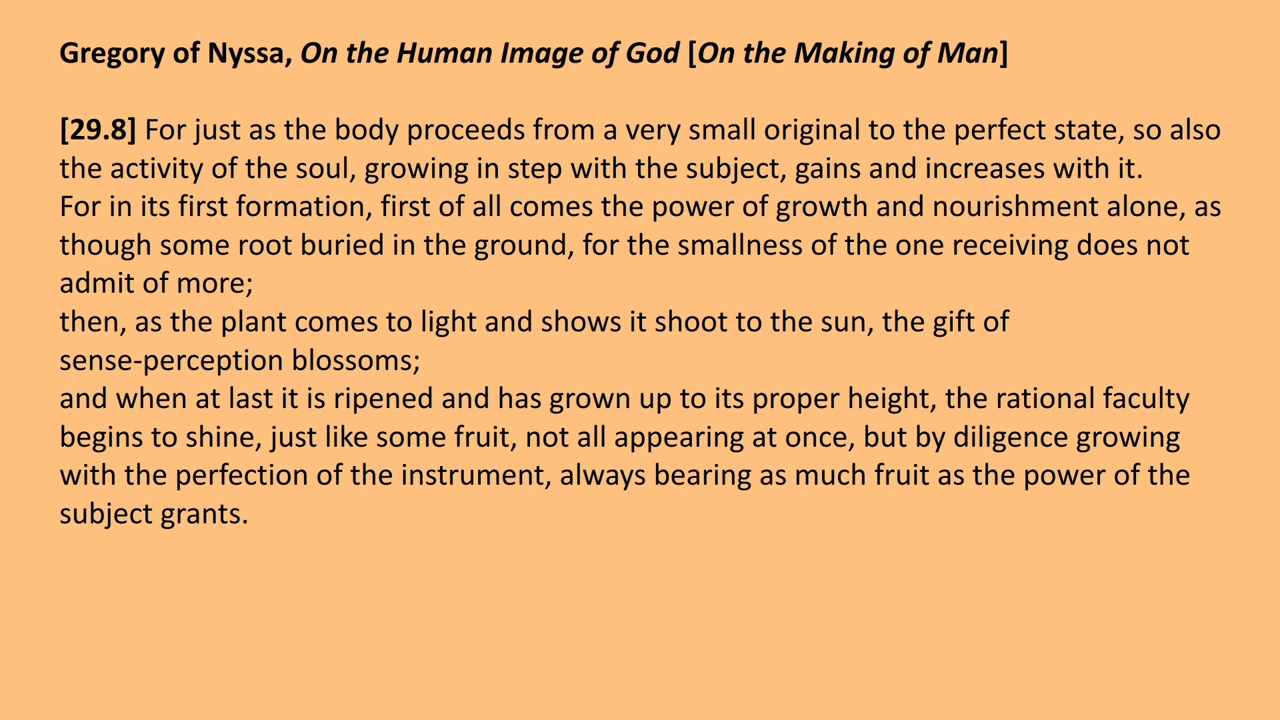 Gregory of Nyssa, On the Human Image of God [On the Making of Man]
[29.8] For just as the body proceeds from a very small original to the perfect state, so also
the activity of the soul, growing in step with the subject, gains and increases with it.
For in its first formation, first of all comes the power of growth and nourishment alone, as
though some root buried in the ground, for the smallness of the one receiving does not
admit of more;
then, as the plant comes to light and shows it shoot to the sun, the gift of
sense-perception blossoms;
and when at last it is ripened and has grown up to its proper height, the rational faculty
begins to shine, just like some fruit, not all appearing at once, but by diligence growing
with the perfection of the instrument, always bearing as much fruit as the power of the
subject grants.